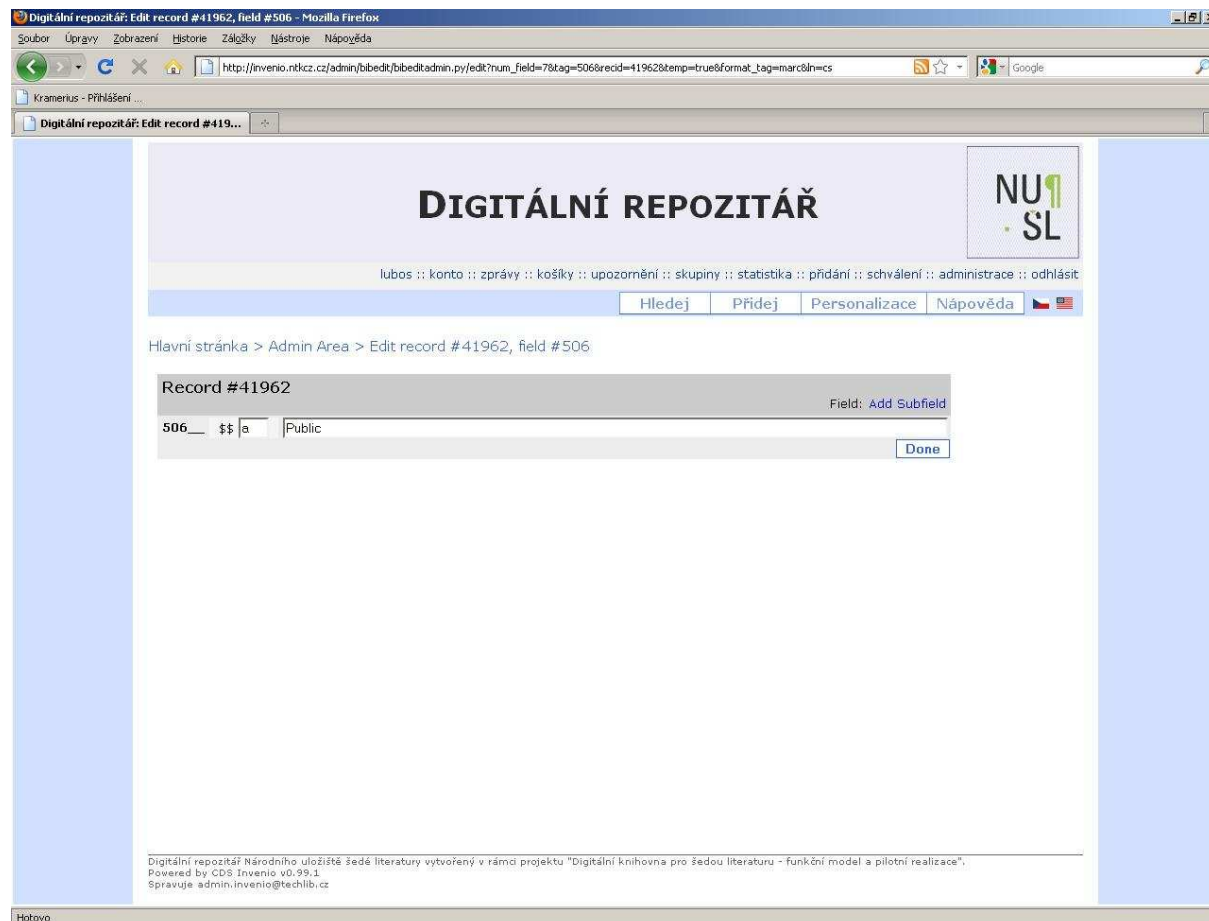 Digitální repozitář: Edit record #41962, field #506 - Mozilla Firefox
Soubor Úpravy Zobrazení Historie Záložky Nástroje Nápověda
http://invenio.ntkcz.cz/admin/bibedit/bibeditadmin.py/edit?num_field=7&tag=506&recid=41962&temp=true&format_tag=marc&ln=cs
Google
Kramerius - Přihlášení ...
Digitální repozitář: Edit record #419...
DIGITÁLNÍ REPOZITÁŘ
NU¶
· ŠL
lubos :: konto :: zprávy :: košíky :: upozornění :: skupiny :: statistika :: přidání :: schválení :: administrace :: odhlásit
Hledej Přidej Personalizace Nápověda
Hlavní stránka > Admin Area > Edit record #41962, field #506
Record #41962
Field: Add Subfield
506__ $$ a Public
Done
Digitální repozitář Národního uložiště šedé literatury vytvořený v rámci projektu "Digitální knihovna pro šedou literaturu - funkční model a pilotní realizace".
Powered by CDS Invenio v0.99.1
Spravuje admin.invenio@techlib.cz
Hotovo